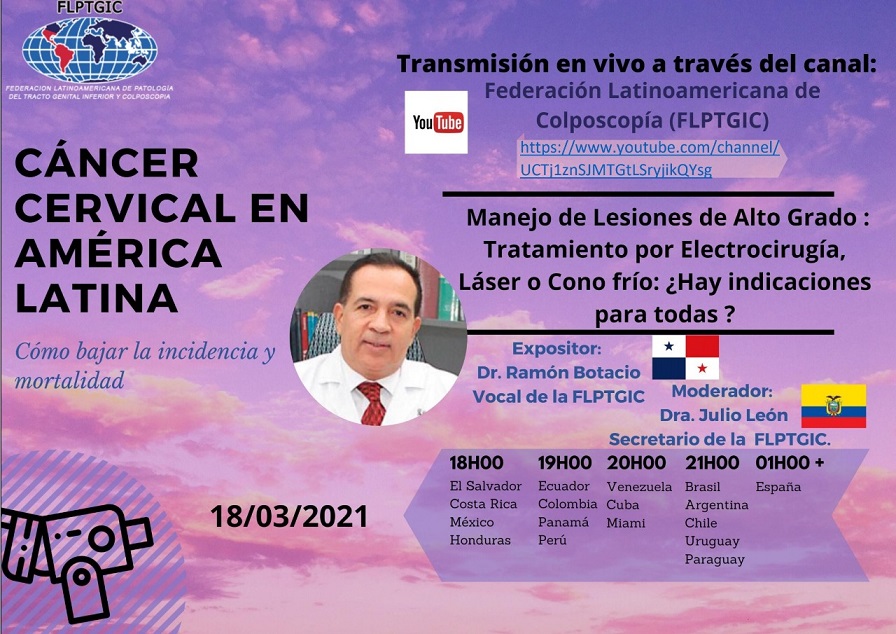 FLPTGIC
FEDERACION LATINOAMERICANA DE PATOLOGIA
DEL TRACTO GENITAL INFERIOR Y COLPOSCOPIA
CÁNCER
CERVICAL EN
AMÉRICA
LATINA
Cómo bajar la incidencia y
mortalidad
18/03/2021
Transmisión en vivo a través del canal:
YouTube
Federación Latinoamericana de
Colposcopía (FLPTGIC)
https://www.youtube.com/channel/
UCTj1znSJMTGtLSryjikQYsg
Manejo de Lesiones de Alto Grado :
Tratamiento por Electrocirugía,
Láser o Cono frío: ¿Hay indicaciones
para todas ?
Expositor:
Dr. Ramón Botacio
Vocal de la FLPTGIC
Moderador:
Dra. Julio León
Secretario de la FLPTGIC.
18H00
El Salvador
Costa Rica
México
Honduras
19H00
Ecuador
Colombia
Panamá
Perú
20H00
Venezuela
Cuba
Miami
21H00
Brasil
Argentina
Chile
Uruguay
Paraguay
01H00 +
España